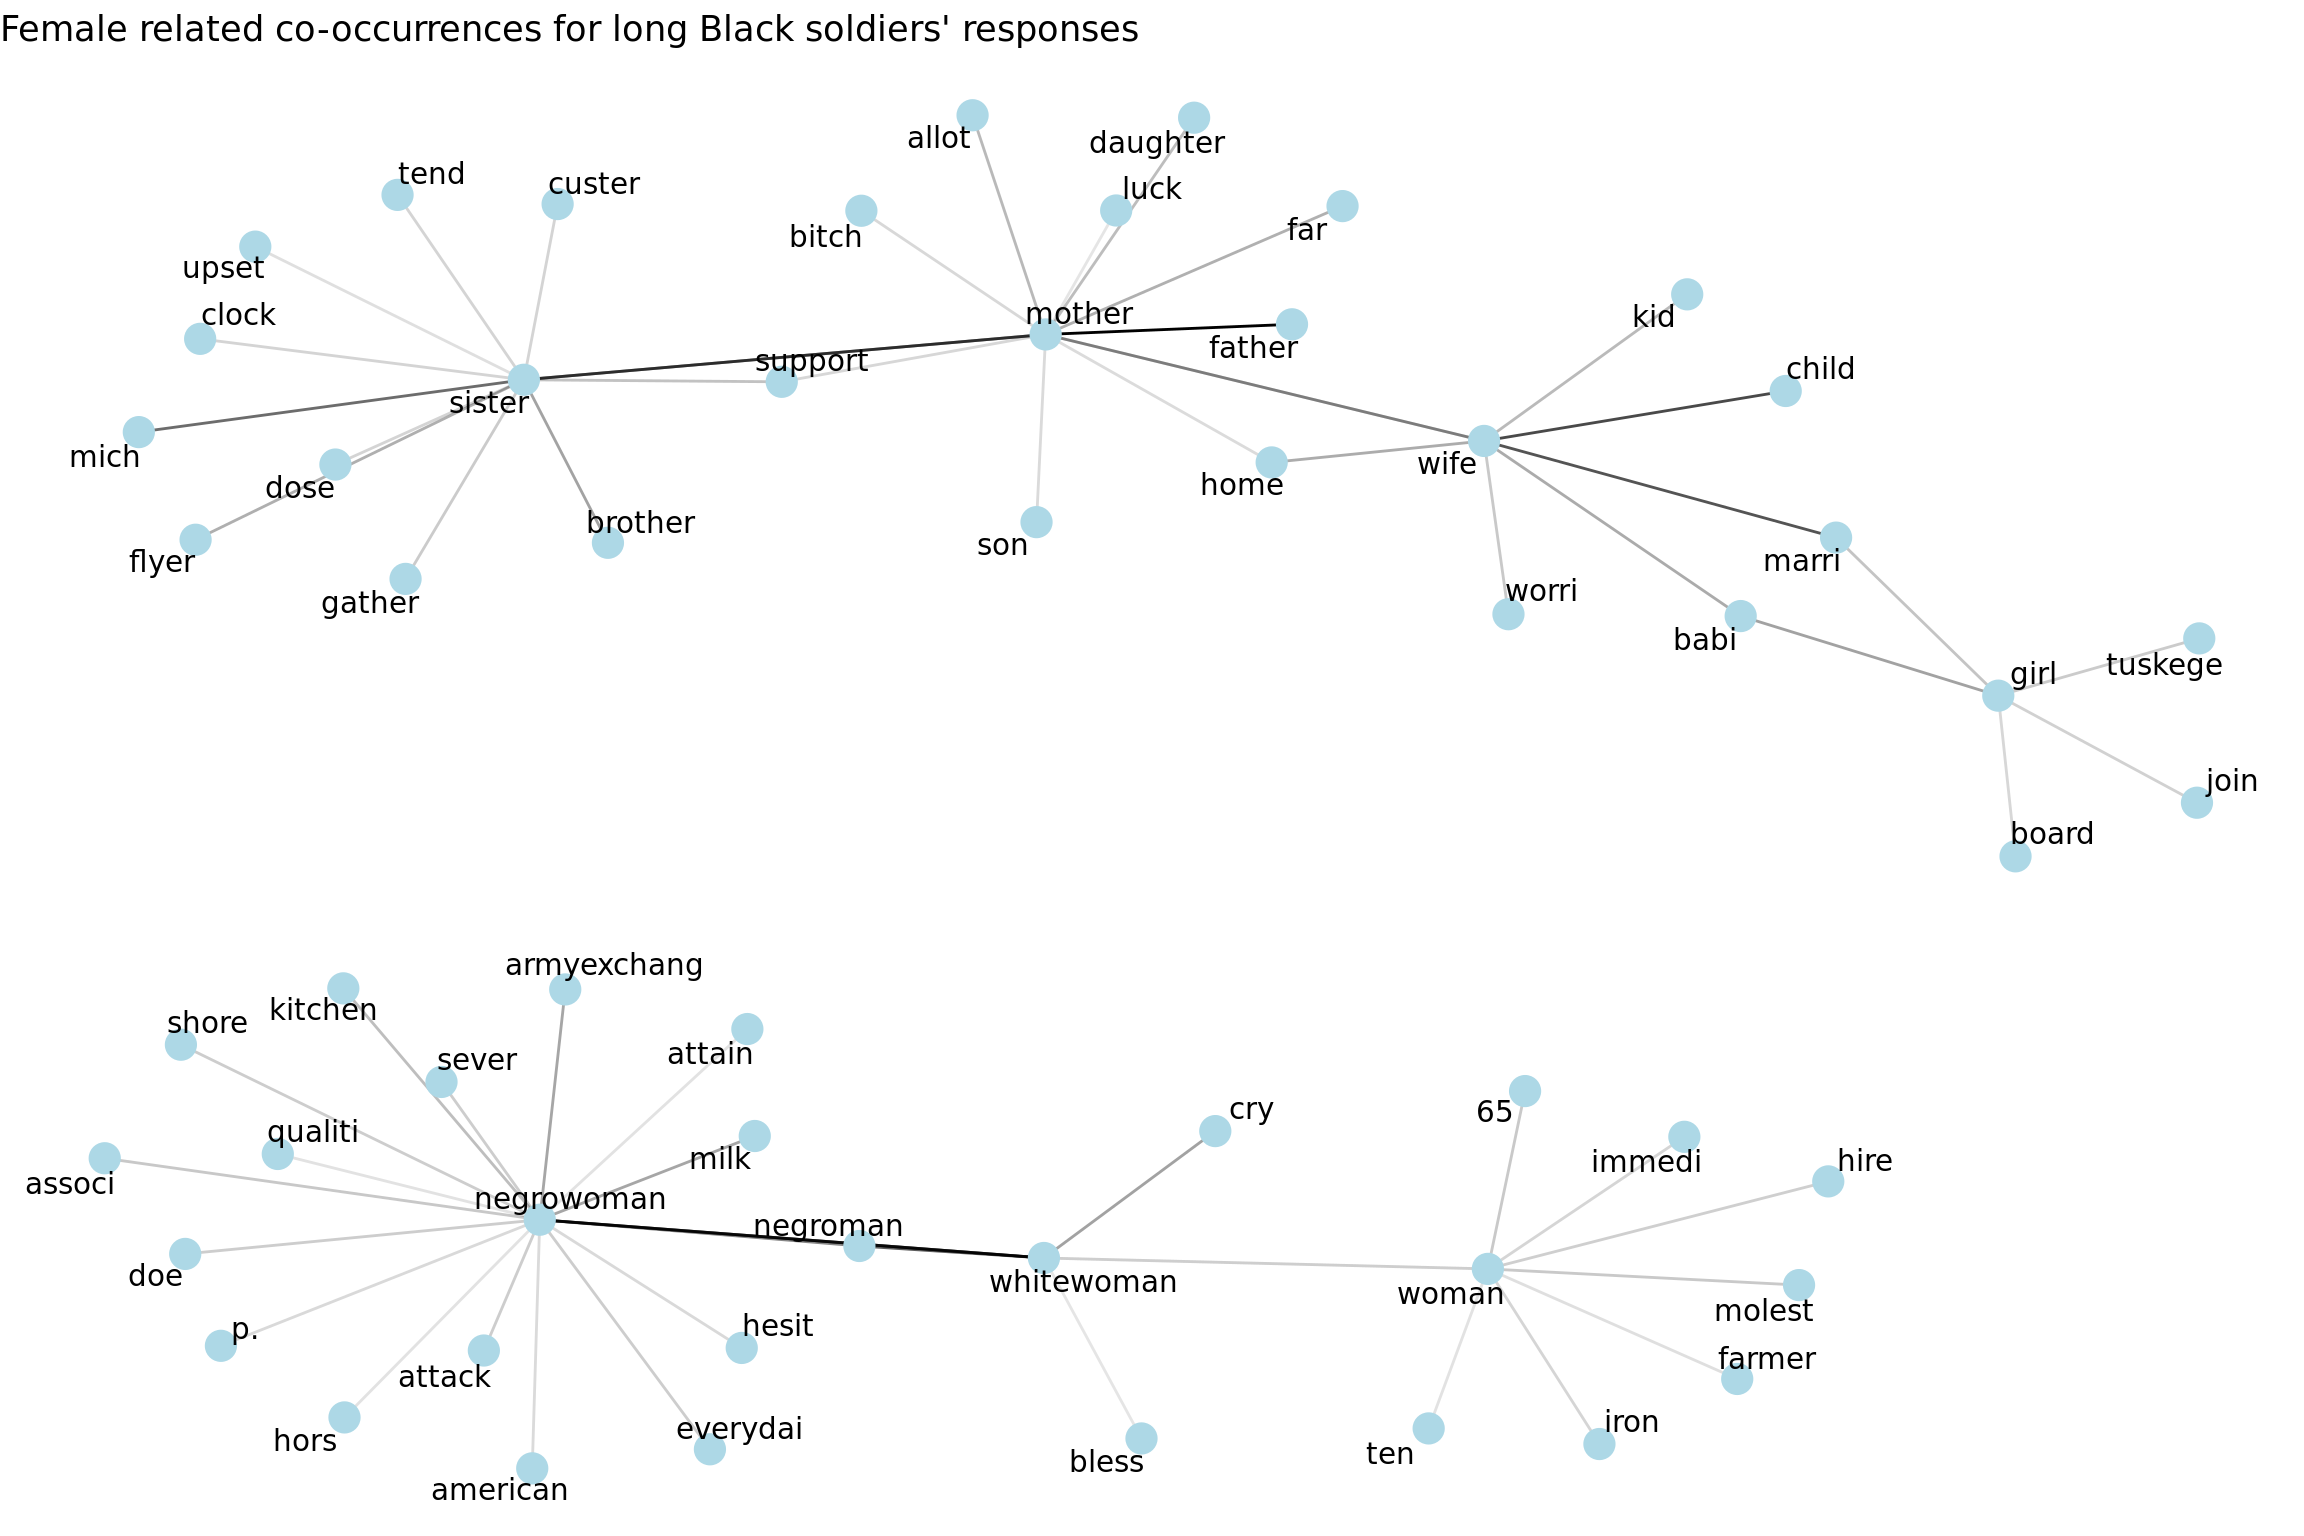 Female related co-occurrences for long Black soldiers' responses
allot
daughter
tend
custer
luck
bitch
far
upset
clock
mother
kid
father
support
child
sister
mich
wife
dose
home
brother
son
flyer
marri
gather
worri
babi
girl
tuskege
join
board
armyexchang
kitchen
shore
sever
attain
cry
65
qualiti
milk
immedi
hire
associ
negrowoman
negroman
doe
whitewoman
woman
molest
p.
hesit
farmer
attack
everydai
iron
hors
ten
bless
american